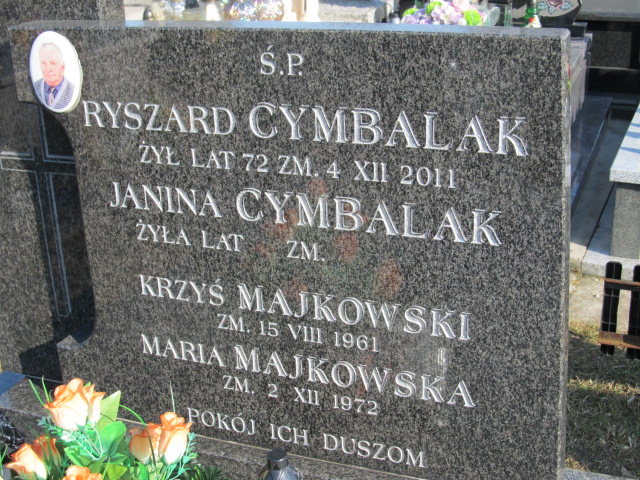 Ś.P.
RYSZARD CYMBALAK
ŻYŁ LAT 72 ZM. 4 XII 2011
JANINA CYMBALAK
ŻYŁA LAT ZM.
KRZYŚ MAJKOWSKI
ZM. 15 VIII 1961
MARIA MAJKOWSKA
ZM. 2 XII 1972
POKÓJ ICH DUSZOM